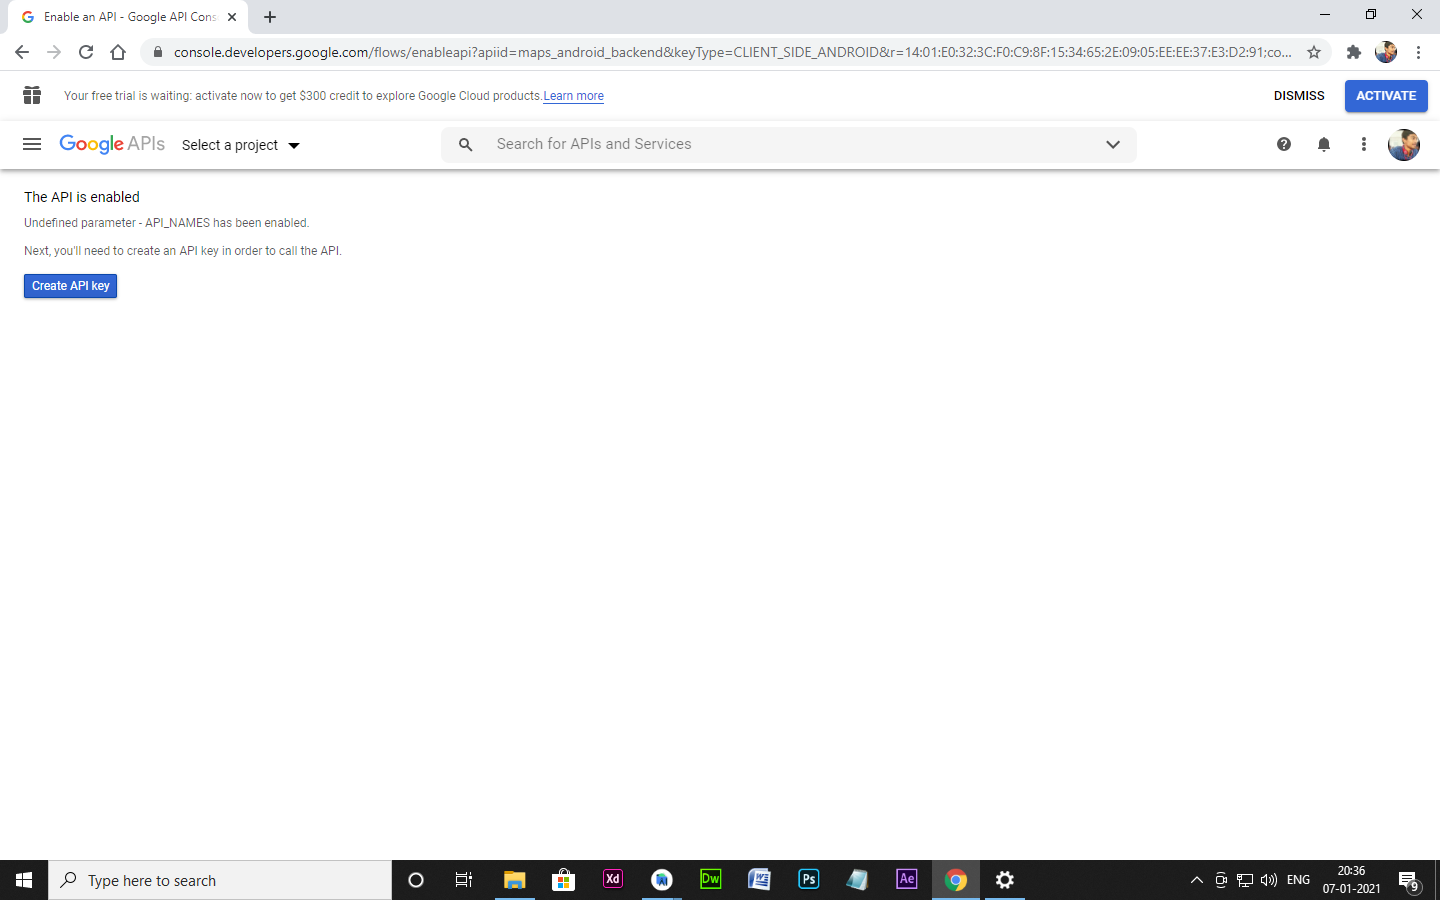 Enable an API - Google API Cons
console.developers.google.com/flows/enableapi?apiid=maps_android_backend&keyType=CLIENT_SIDE_ANDROID&r=14:01:E0:32:3C:F0:C9:8F:15:34:65:2E:09:05:EE:EE:37:E3:D2:91;co...
Your free trial is waiting: activate now to get $300 credit to explore Google Cloud products. Learn more
DISMISS
ACTIVATE
Google APIs
Select a project
Search for APIs and Services
The API is enabled
Undefined parameter - API_NAMES has been enabled.
Next, you'll need to create an API key in order to call the API.
Create API key
Type here to search
Xd
Dw
W
Ps
Ae
ENG
20:36
07-01-2021
9